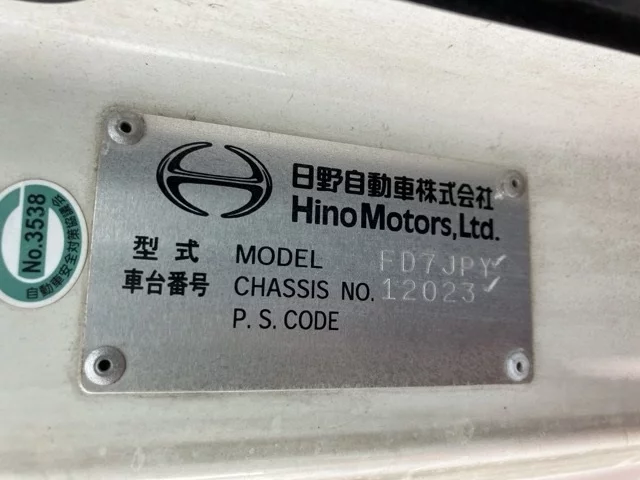 日野自動車株式会社
Hino Motors, Ltd.
型式 MODEL FD7JPY
車台番号 CHASSIS NO. 12023
P. S. CODE
No.3538